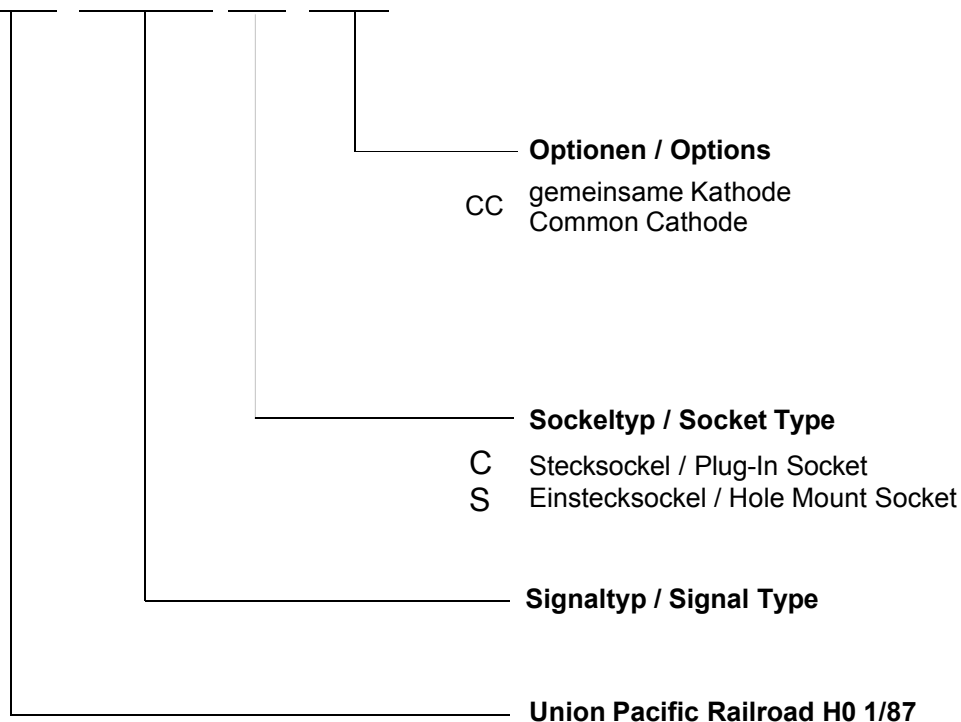 Optionen / Options
CC gemeinsame Kathode
Common Cathode
Sockeltyp / Socket Type
C Stecksockel / Plug-In Socket
S Einstecksockel / Hole Mount Socket
Signaltyp / Signal Type
Union Pacific Railroad H0 1/87